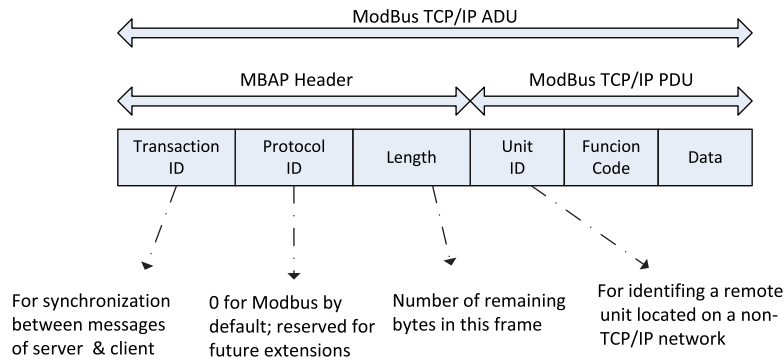 ModBus TCP/IP ADU
MBAP Header
ModBus TCP/IP PDU
Transaction
ID
Protocol
ID
Length
Unit
ID
Funcion
Code
Data
For synchronization
between messages
of server & client
0 for Modbus by
default; reserved for
future extensions
Number of remaining
bytes in this frame
For identifing a remote
unit located on a non-
TCP/IP network